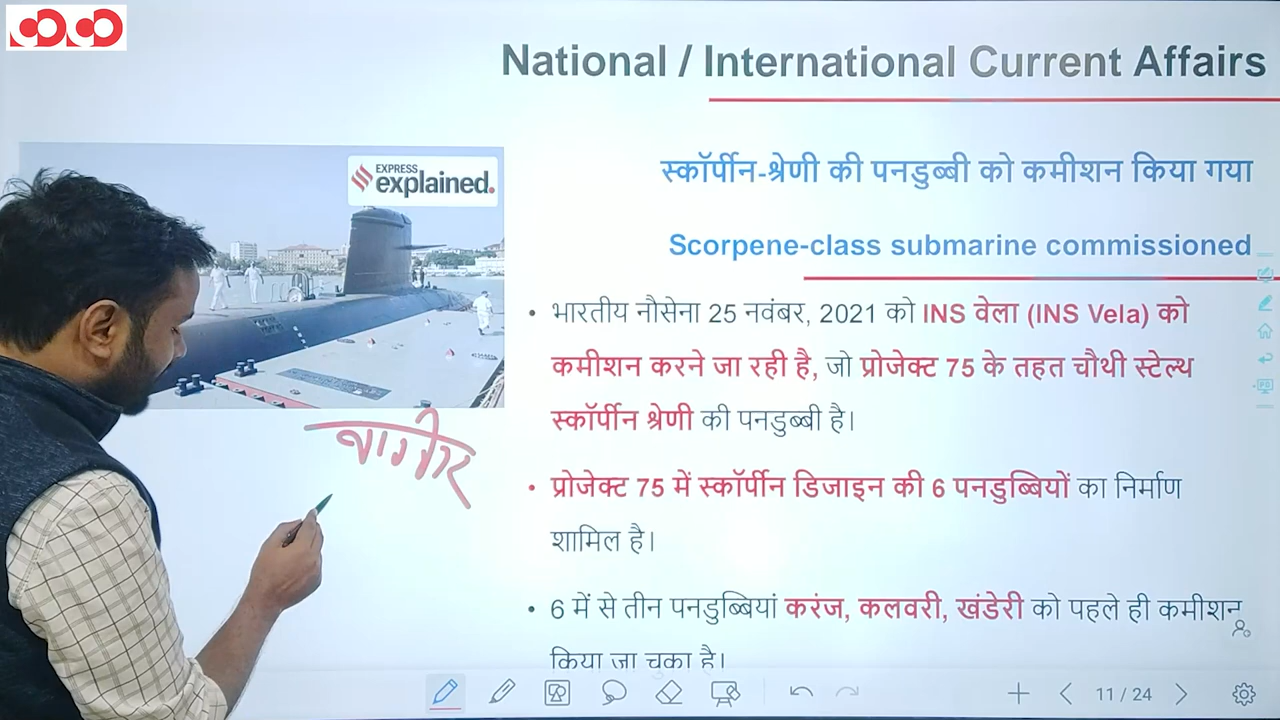 National / International Current Affairs
EXPRESS
explained.
स्कॉर्पीन-श्रेणी की पनडुब्बी को कमीशन किया गया
Scorpene-class submarine commissioned
• भारतीय नौसेना 25 नवंबर, 2021 को INS वेला (INS Vela) को
कमीशन करने जा रही है, जो प्रोजेक्ट 75 के तहत चौथी स्टेल्थ
स्कॉर्पीन श्रेणी की पनडुब्बी है।
वागीर
• प्रोजेक्ट 75 में स्कॉर्पीन डिजाइन की 6 पनडुब्बियों का निर्माण
शामिल है।
• 6 में से तीन पनडुब्बियां करंज, कलवरी, खंडेरी को पहले ही कमीशन
किया जा चुका है।
11 / 24